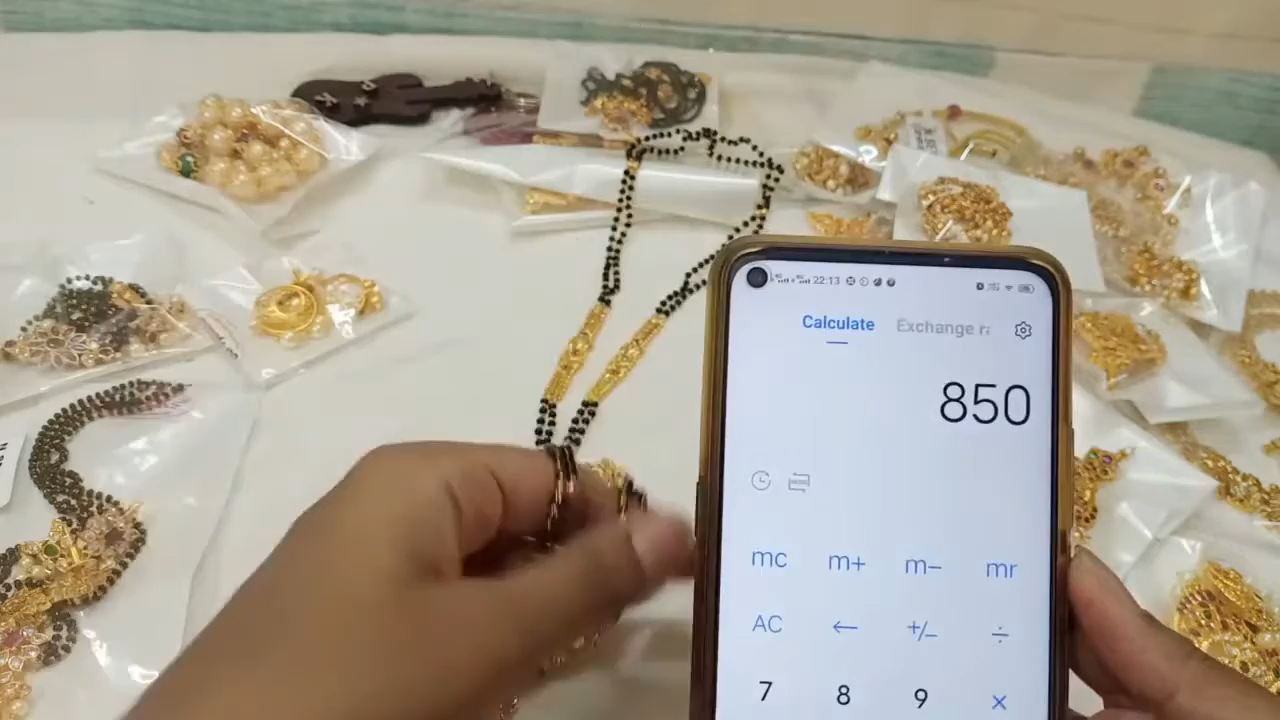 22:13
Calculate Exchange r
850
mc m+ m− mr
AC ← +/− ÷
7 8 9 ×